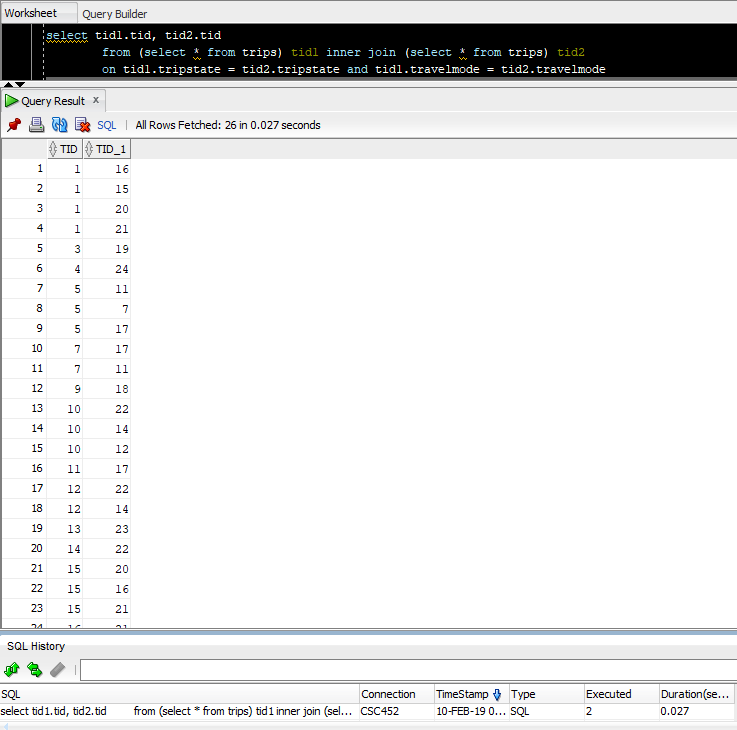 Worksheet Query Builder
select tid1.tid, tid2.tid
from (select * from trips) tid1 inner join (select * from trips) tid2
on tid1.tripstate = tid2.tripstate and tid1.travelmode = tid2.travelmode
Query Result x
SQL | All Rows Fetched: 26 in 0.027 seconds
TID TID_1
1 1 16
2 1 15
3 1 20
4 1 21
5 3 19
6 4 24
7 5 11
8 5 7
9 5 17
10 7 17
11 7 11
12 9 18
13 10 22
14 10 14
15 10 12
16 11 17
17 12 22
18 12 14
19 13 23
20 14 22
21 15 20
22 15 16
23 15 21
24 16 21
SQL History
SQL Connection TimeStamp Type Executed Duration(se...
select tid1.tid, tid2.tid from (select * from trips) tid1 inner join (sel... CSC452 10-FEB-19 0... SQL 2 0.027